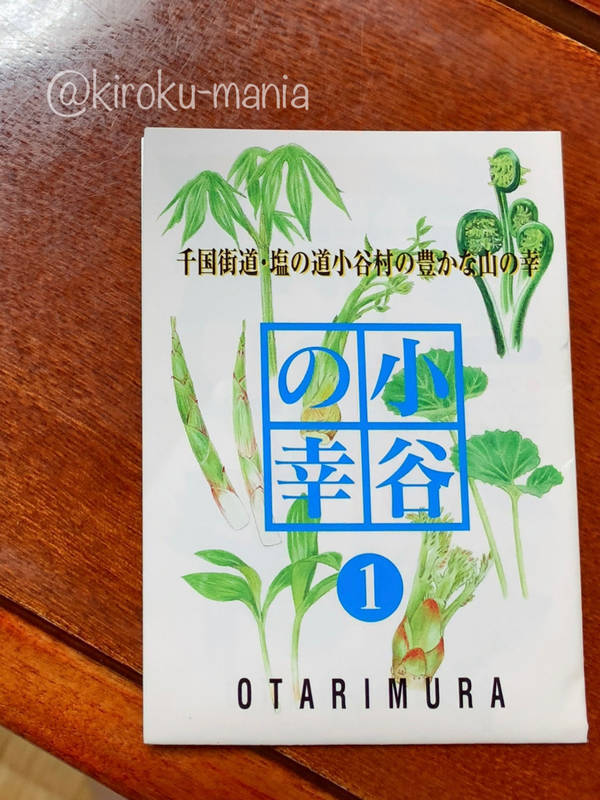 @kiroku-mania
千国街道・塩の道小谷村の豊かな山の幸
小谷
の幸
1
OTARIMURA